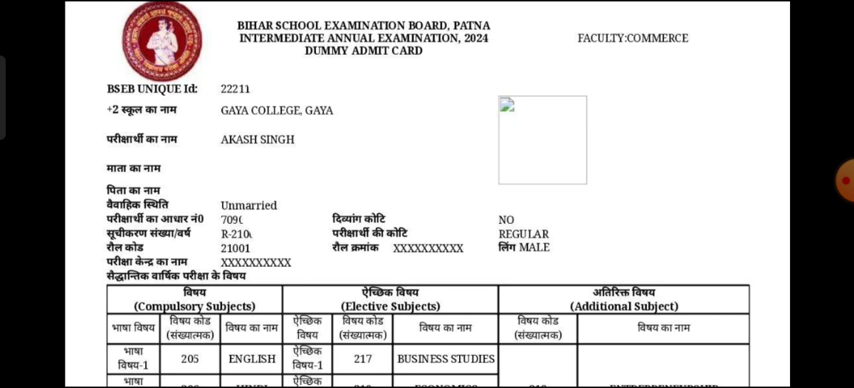 BIHAR SCHOOL EXAMINATION BOARD, PATNA
INTERMEDIATE ANNUAL EXAMINATION, 2024 FACULTY:COMMERCE
DUMMY ADMIT CARD
BSEB UNIQUE Id: 22211
+2 स्कूल का नाम GAYA COLLEGE, GAYA
परीक्षार्थी का नाम AKASH SINGH
माता का नाम
पिता का नाम
वैवाहिक स्थिति Unmarried
परीक्षार्थी का आधार नं0 709 दिव्यांग कोटि NO
सूचीकरण संख्या/वर्ष R-210 परीक्षार्थी की कोटि REGULAR
रौल कोड 21001 रौल क्रमांक XXXXXXXXXX लिंग MALE
परीक्षा केन्द्र का नाम XXXXXXXXXX
सैद्धान्तिक वार्षिक परीक्षा के विषय
विषय ऐच्छिक विषय अतिरिक्त विषय
(Compulsory Subjects) (Elective Subjects) (Additional Subject)
भाषा विषय विषय कोड (संख्यात्मक) विषय का नाम ऐच्छिक विषय विषय कोड (संख्यात्मक) विषय का नाम विषय कोड (संख्यात्मक) विषय का नाम
भाषा विषय-1 205 ENGLISH ऐच्छिक विषय-1 217 BUSINESS STUDIES
भाषा ऐच्छिक